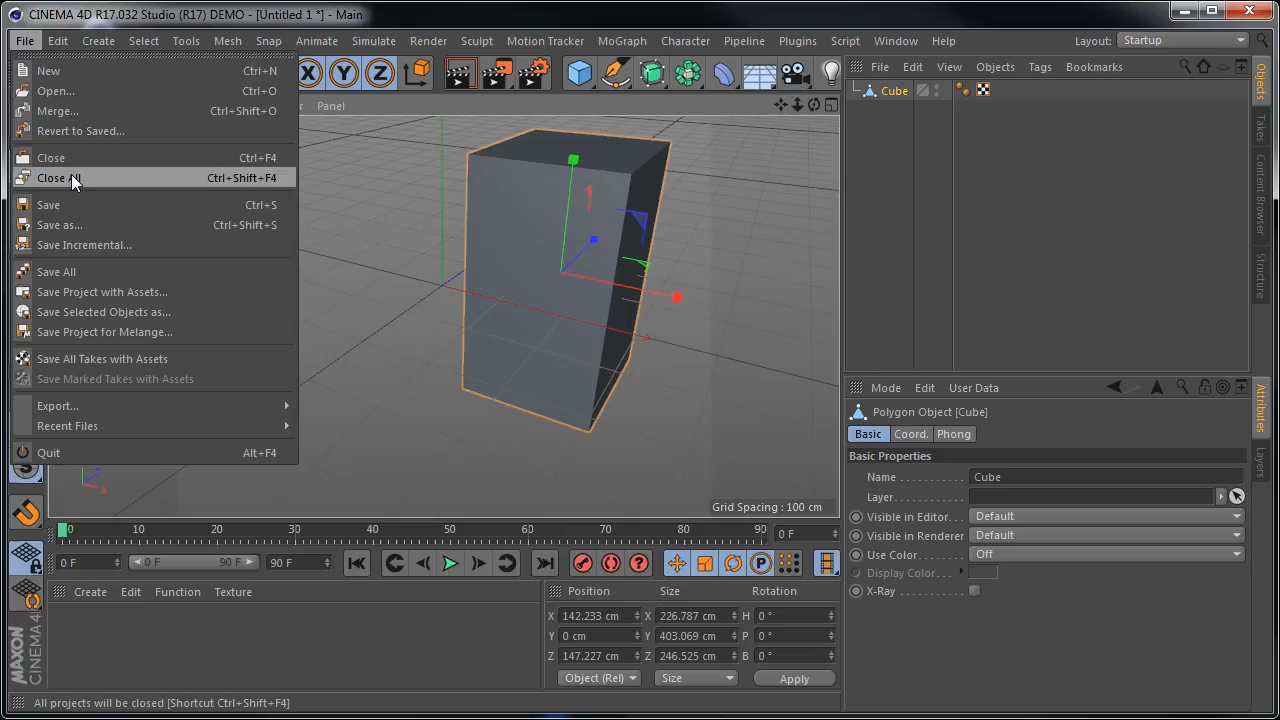 CINEMA 4D R17.032 Studio (R17) DEMO - [Untitled 1 *] - Main
File Edit Create Select Tools Mesh Snap Animate Simulate Render Sculpt Motion Tracker MoGraph Character Pipeline Plugins Script Window Help Layout: Startup
New Ctrl+N
Open... Ctrl+O
Merge... Ctrl+Shift+O
Revert to Saved...
Close Ctrl+F4
Close All Ctrl+Shift+F4
Save Ctrl+S
Save as... Ctrl+Shift+S
Save Incremental...
Save All
Save Project with Assets...
Save Selected Objects as...
Save Project for Melange...
Save All Takes with Assets
Save Marked Takes with Assets
Export...
Recent Files
Quit Alt+F4
X Y Z
Panel
Z
X
Grid Spacing : 100 cm
File Edit View Objects Tags Bookmarks
Cube
Objects
Takes
Content Browser
Structure
Mode Edit User Data
Polygon Object [Cube]
Basic Coord. Phong
Basic Properties
Name Cube
Layer
Visible in Editor Default
Visible in Renderer Default
Use Color Off
Display Color
X-Ray
Attributes
Layers
0 10 20 30 40 50 60 70 80 90 0 F
0 F 0 F 90 F 90 F
P
Create Edit Function Texture
Position Size Rotation
X 142.233 cm X 226.787 cm H 0 °
Y 0 cm Y 403.069 cm P 0 °
Z 147.227 cm Z 246.525 cm B 0 °
Object (Rel) Size Apply
MAXON
CINEMA 4D
All projects will be closed [Shortcut Ctrl+Shift+F4]